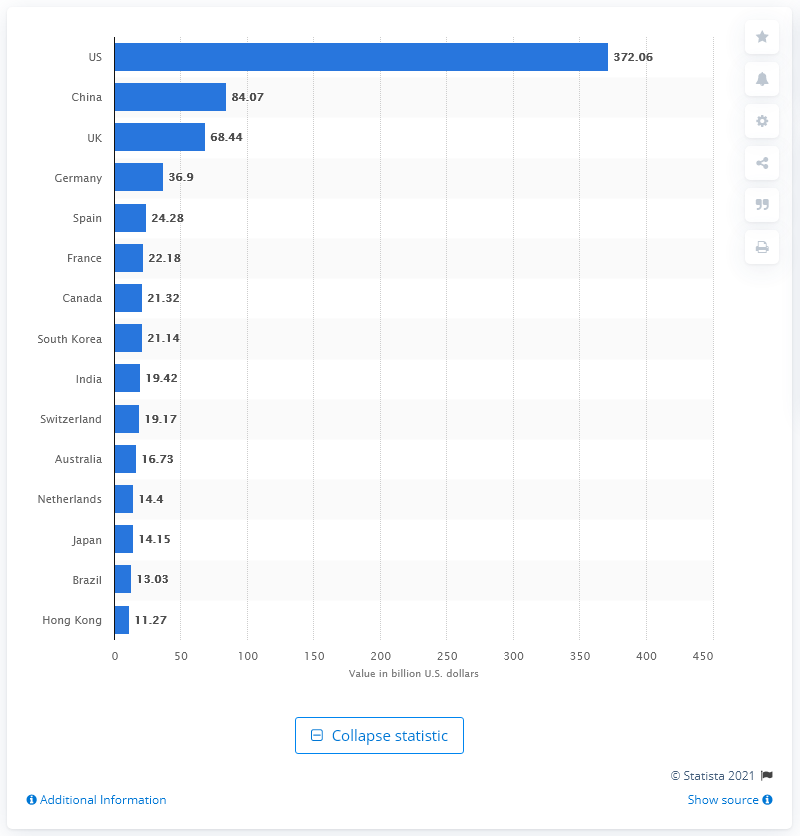 US 372.06
China 84.07
UK 68.44
Germany 36.9
Spain 24.28
France 22.18
Canada 21.32
South Korea 21.14
India 19.42
Switzerland 19.17
Australia 16.73
Netherlands 14.4
Japan 14.15
Brazil 13.03
Hong Kong 11.27
0 50 100 150 200 250 300 350 400 450
Value in billion U.S. dollars
Collapse statistic
© Statista 2021
Additional Information Show source